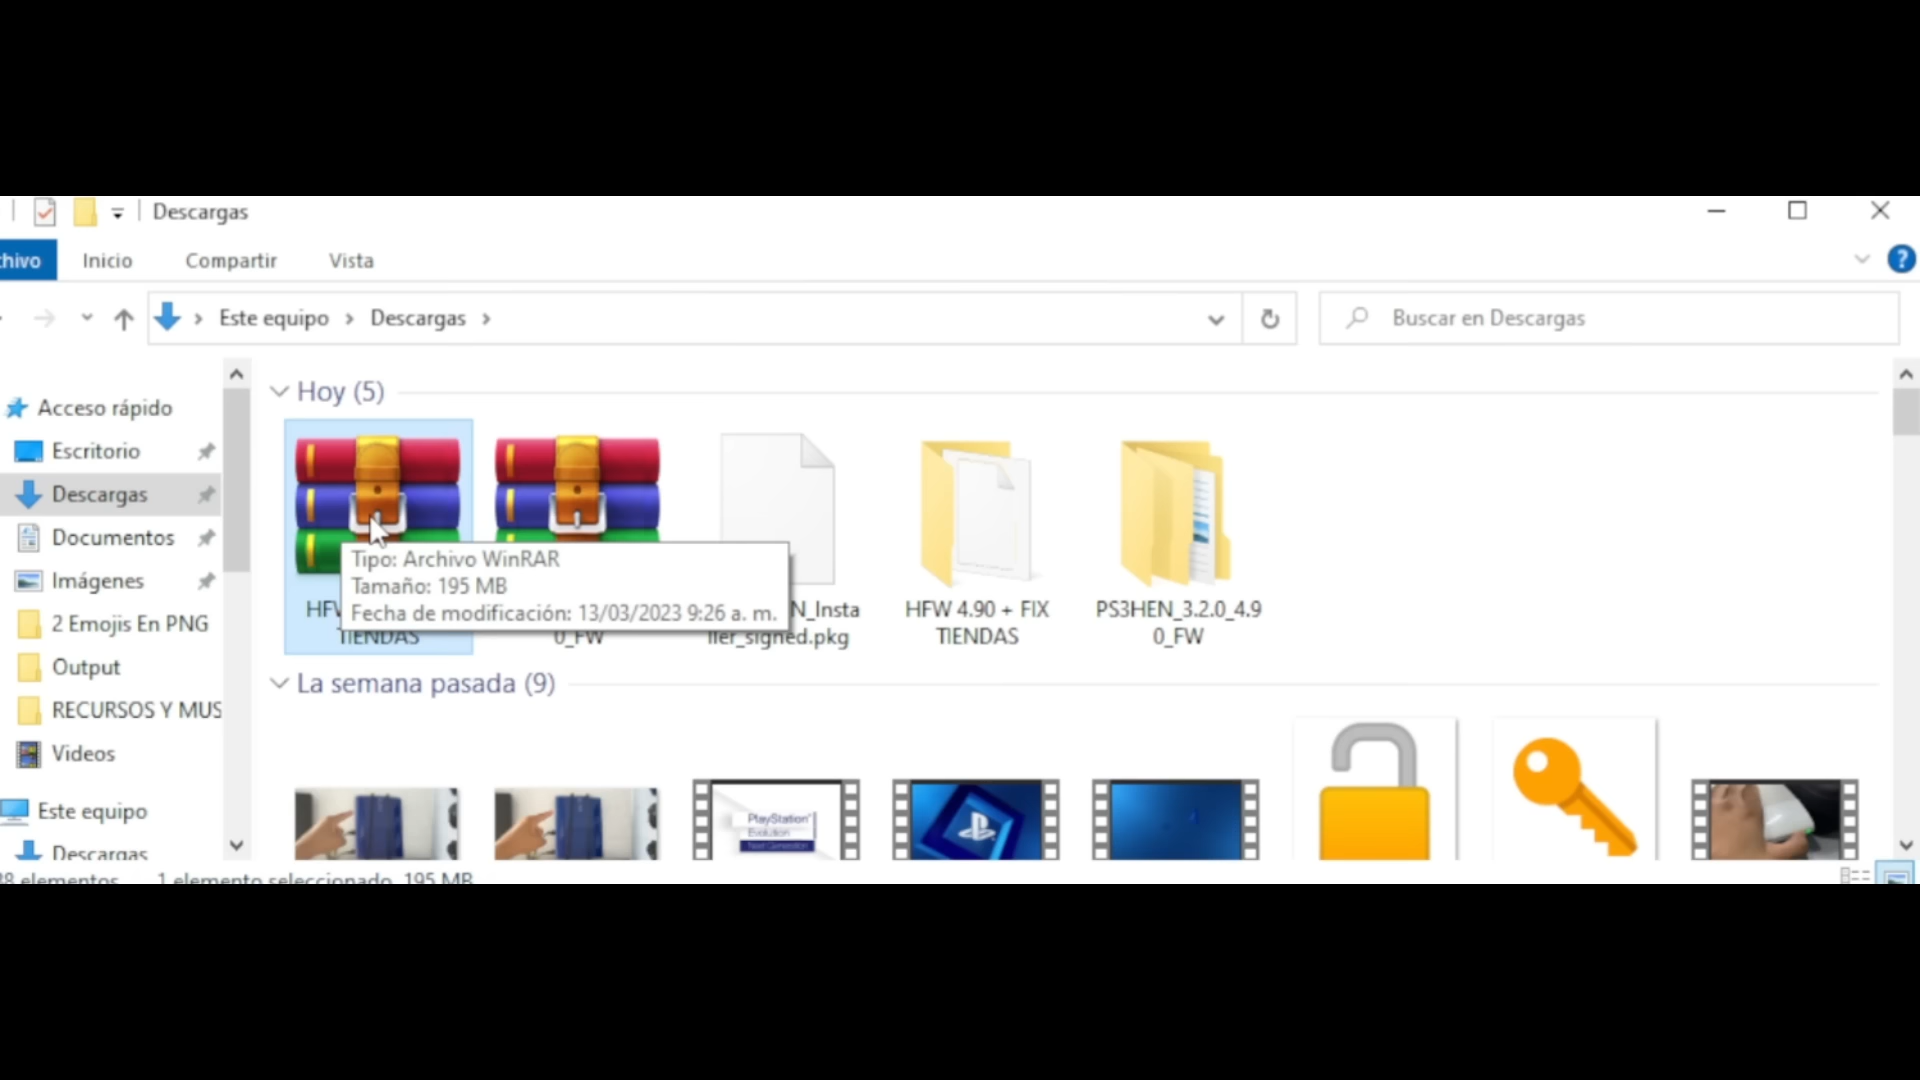 Descargas
chivo Inicio Compartir Vista
Este equipo Descargas
Buscar en Descargas
Acceso rápido
Escritorio
Descargas
Documentos
Imágenes
2 Emojis En PNG
Output
RECURSOS Y MUS
Videos
Este equipo
Descargas
Hoy (5)
Tipo: Archivo WinRAR
Tamaño: 195 MB
Fecha de modificación: 13/03/2023 9:26 a. m.
HFW
TIENDAS
0_FW
N_Insta
ller_signed.pkg
HFW 4.90 + FIX
TIENDAS
PS3HEN_3.2.0_4.9
0_FW
La semana pasada (9)
PlayStation
Evolution
Next Generation
38 elementos 1 elemento seleccionado 195 MB